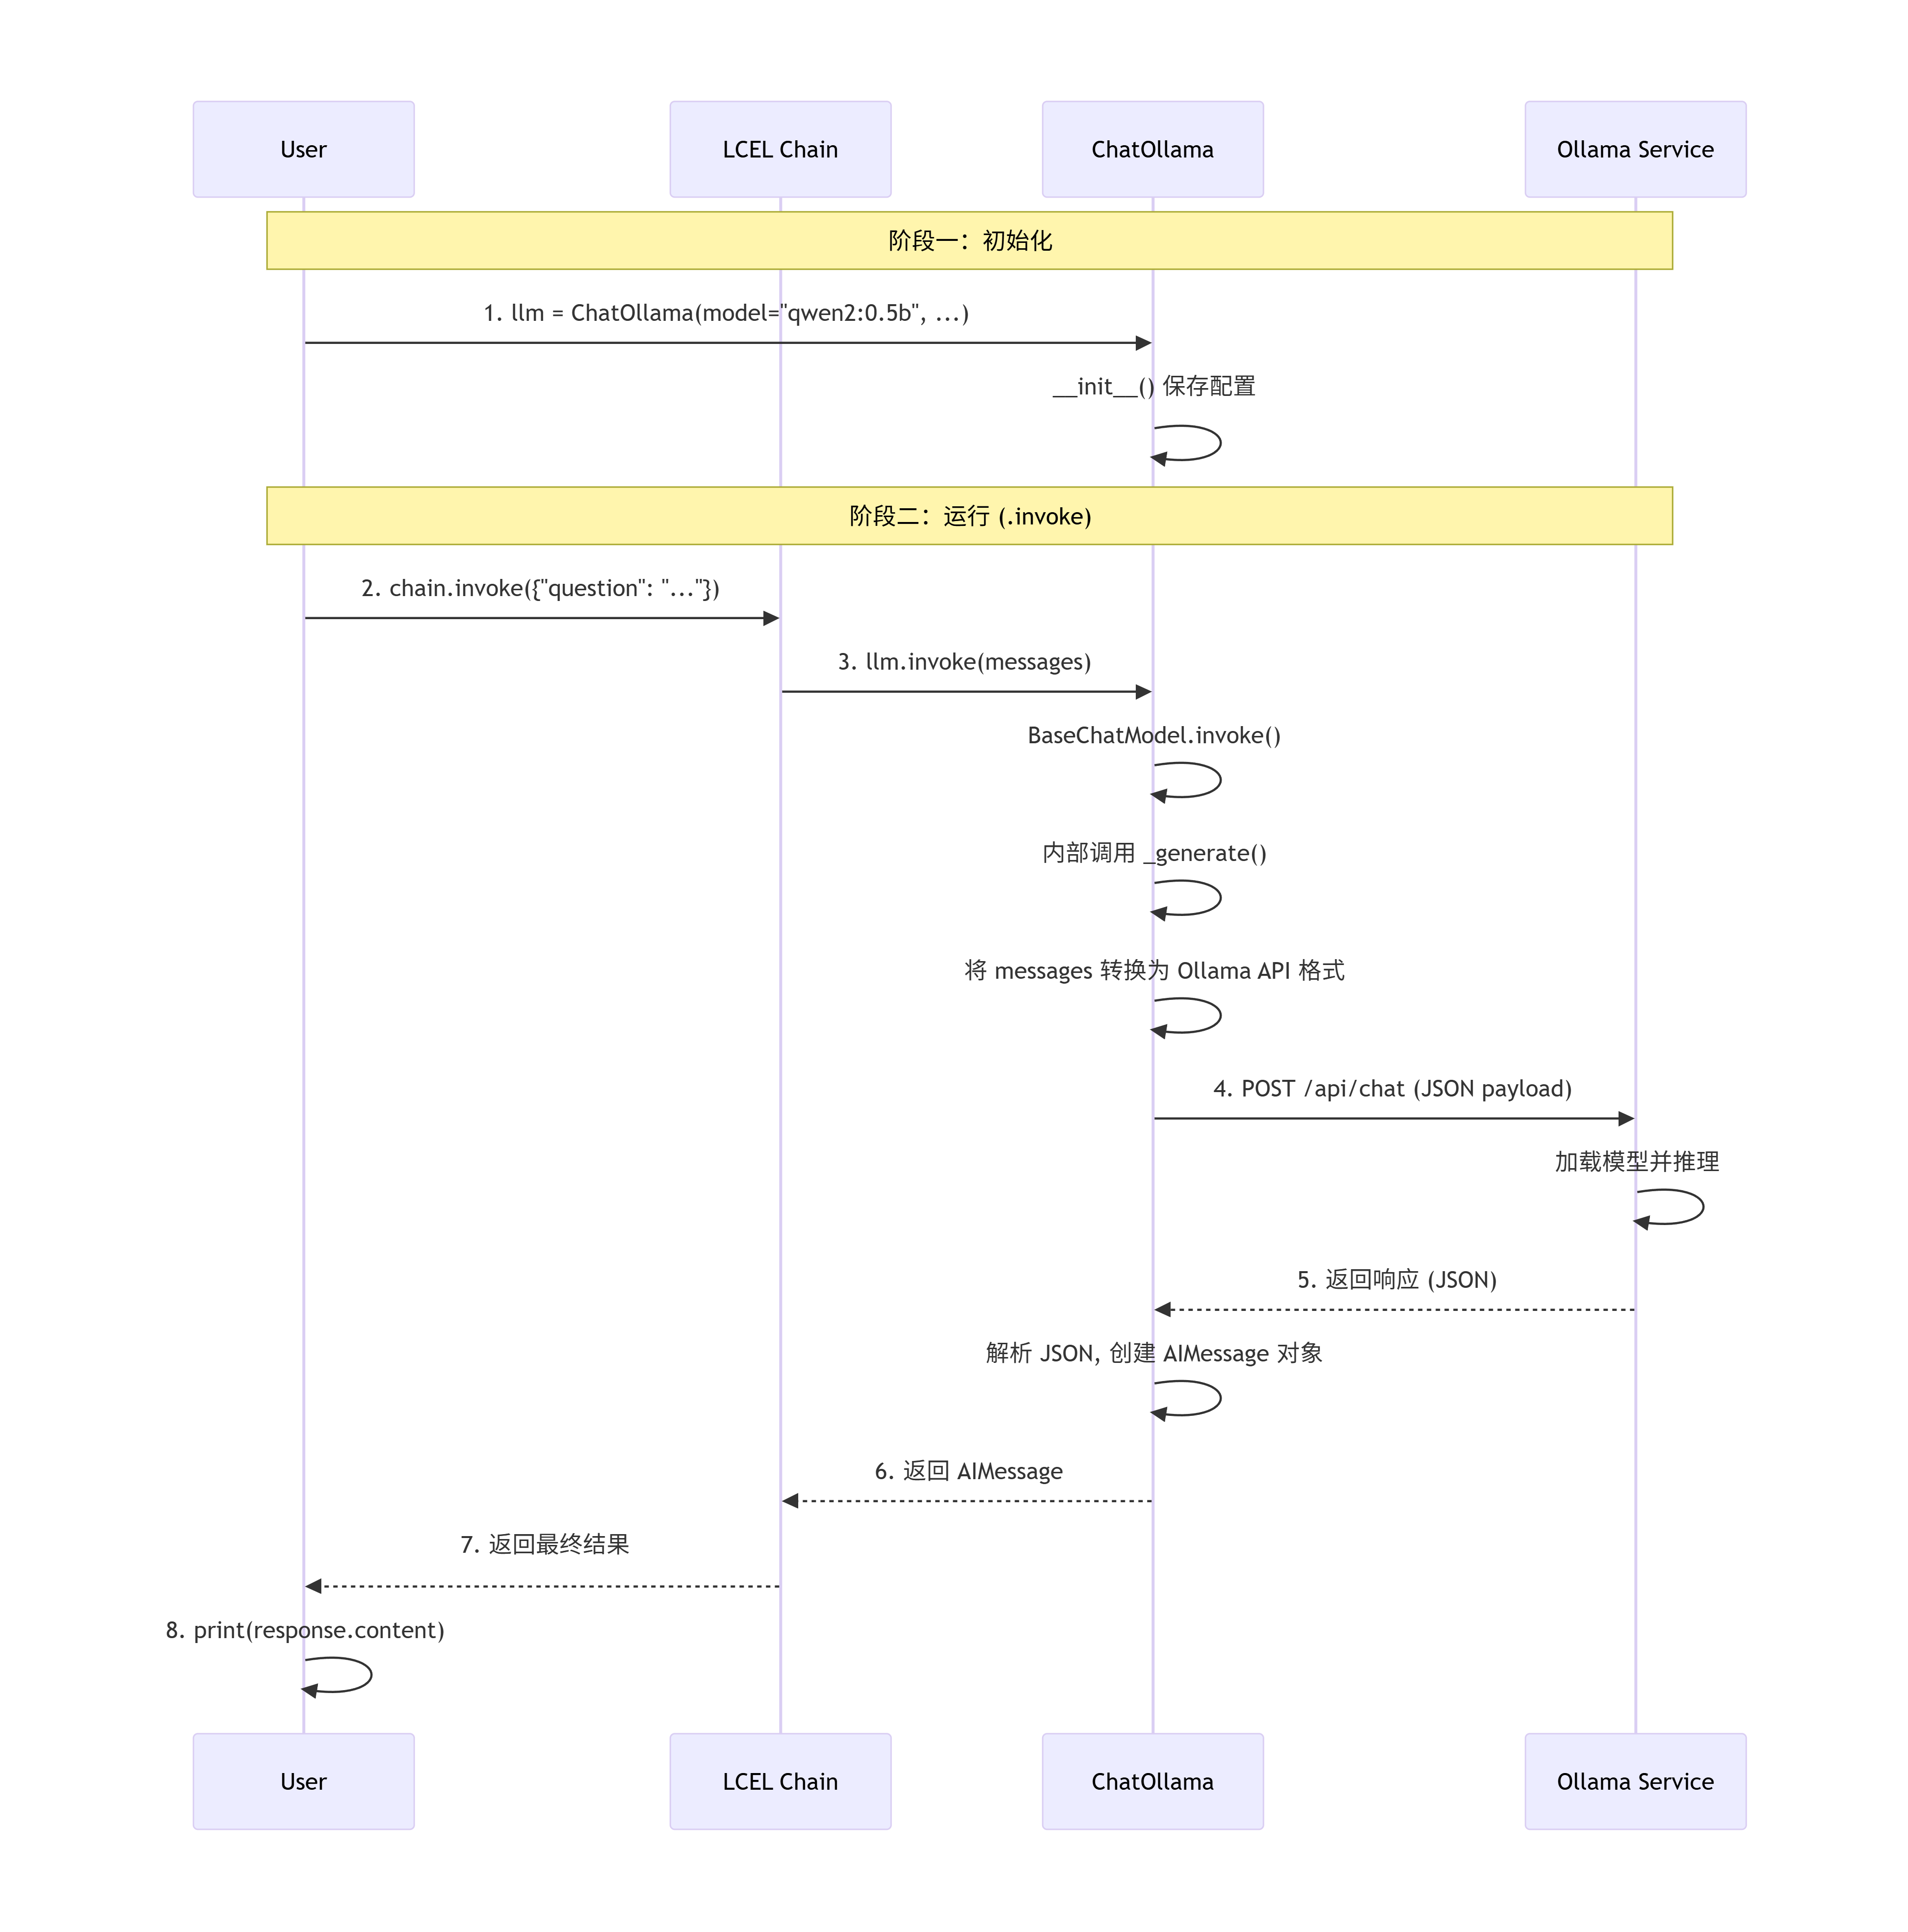 User
LCEL Chain
ChatOllama
Ollama Service
阶段一：初始化
1. llm = ChatOllama(model="qwen2:0.5b", ...)
__init__() 保存配置
阶段二：运行 (.invoke)
2. chain.invoke({"question": "..."})
3. llm.invoke(messages)
BaseChatModel.invoke()
内部调用 _generate()
将 messages 转换为 Ollama API 格式
4. POST /api/chat (JSON payload)
加载模型并推理
5. 返回响应 (JSON)
解析 JSON, 创建 AIMessage 对象
6. 返回 AIMessage
7. 返回最终结果
8. print(response.content)
User
LCEL Chain
ChatOllama
Ollama Service